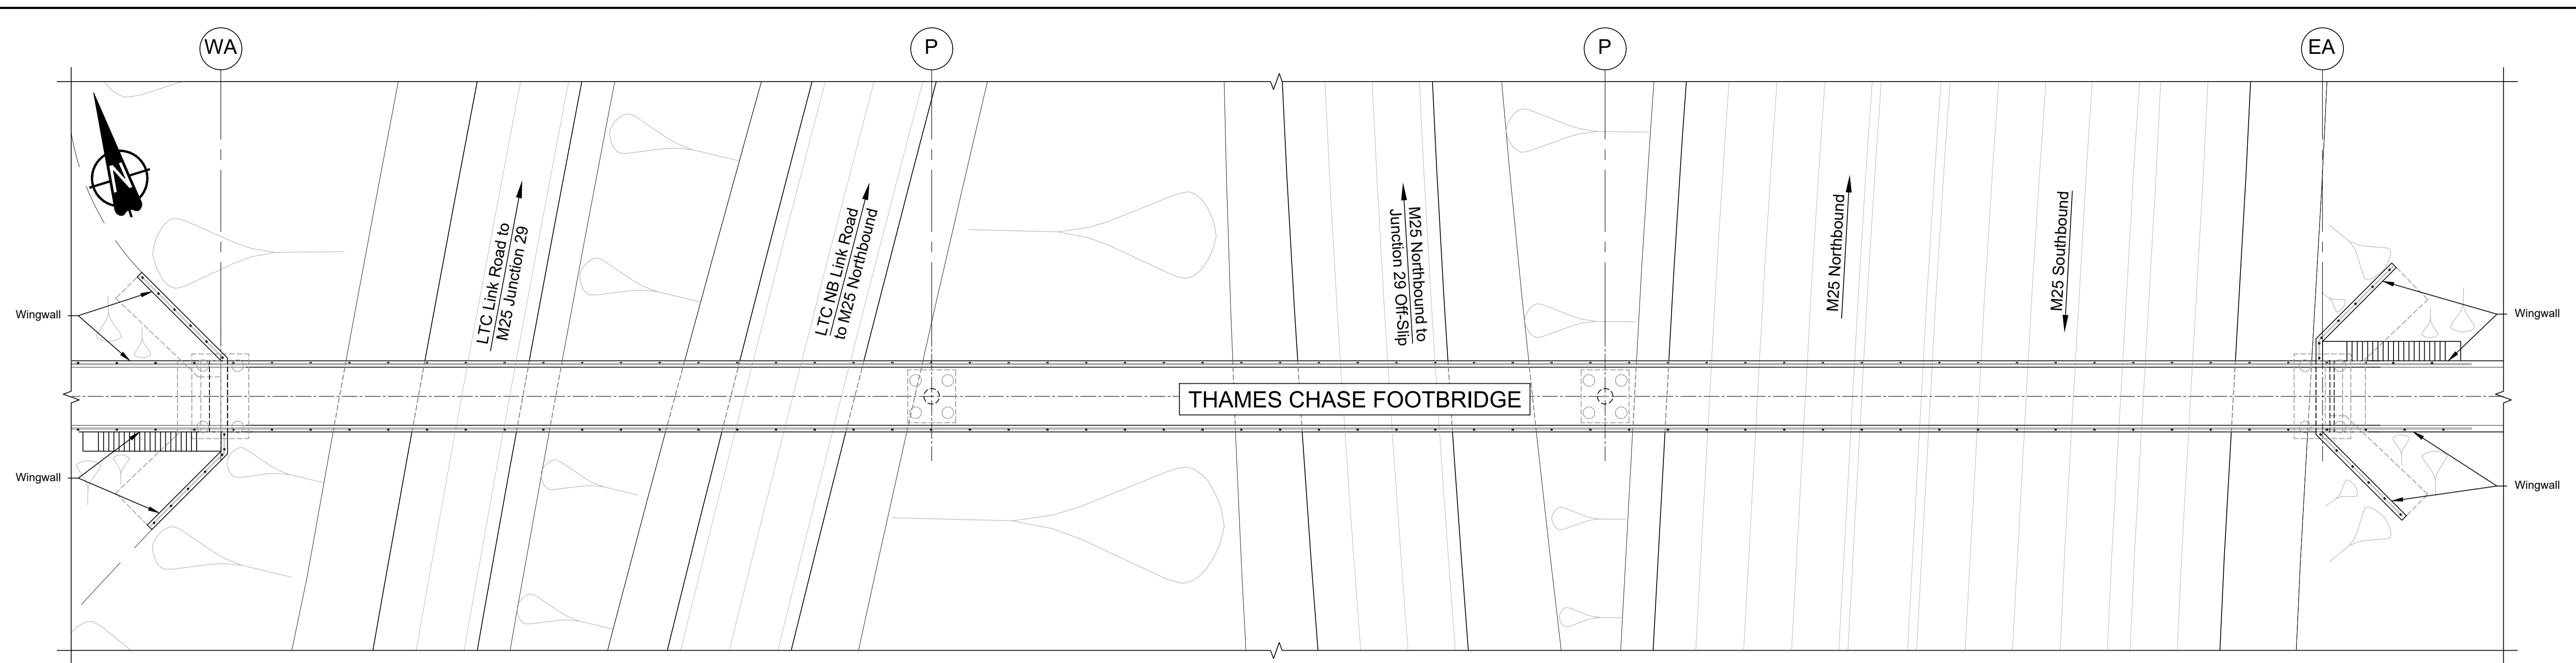 WA
P
P
EA
N
LTC Link Road to
M25 Junction 29
LTC NB Link Road
to M25 Northbound
M25 Northbound to
Junction 29 Off-Slip
M25 Northbound
M25 Southbound
Wingwall
Wingwall
THAMES CHASE FOOTBRIDGE
Wingwall
Wingwall